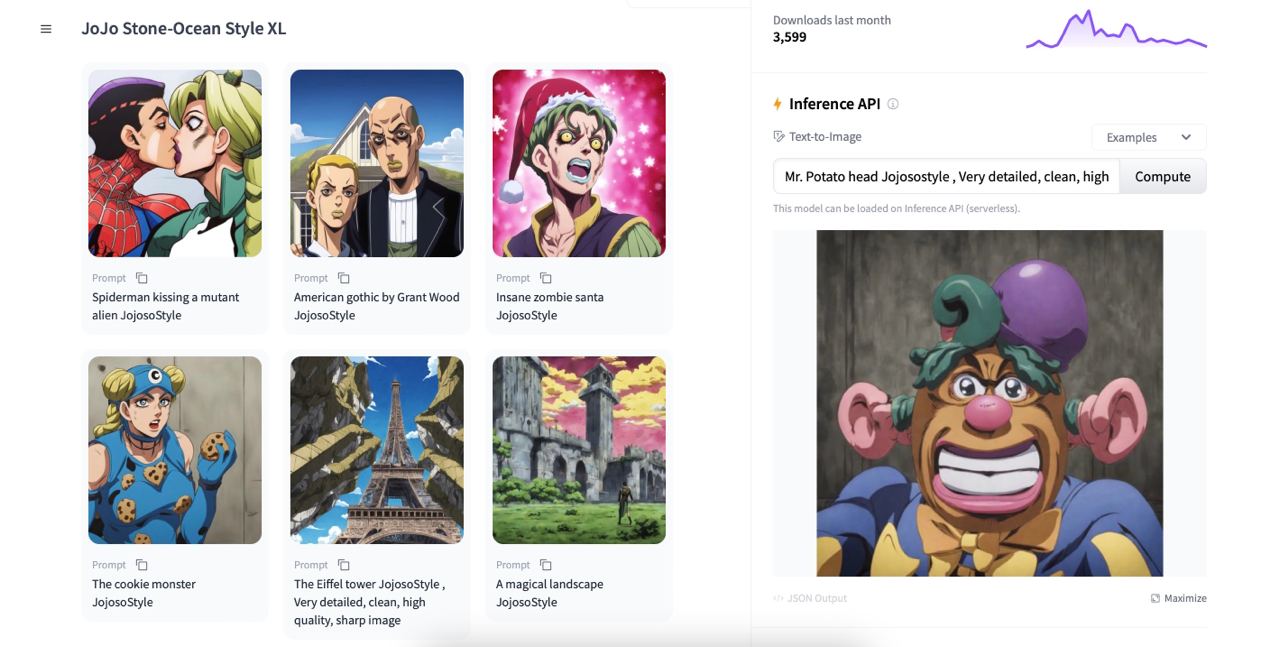 JoJo Stone-Ocean Style XL
Prompt
Spiderman kissing a mutant
alien JojosoStyle
Prompt
American gothic by Grant Wood
JojosoStyle
Prompt
Insane zombie santa
JojosoStyle
Prompt
The cookie monster
JojosoStyle
Prompt
The Eiffel tower JojosoStyle ,
Very detailed, clean, high
quality, sharp image
Prompt
A magical landscape
JojosoStyle
Downloads last month
3,599
Inference API
Text-to-Image
Examples
Mr. Potato head Jojosostyle , Very detailed, clean, high
Compute
This model can be loaded on Inference API (serverless).
JSON Output
Maximize